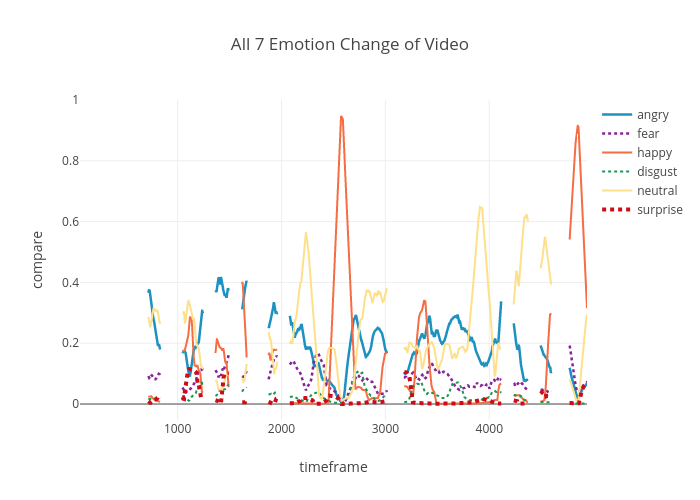 All 7 Emotion Change of Video
1
0.8
0.6
0.4
0.2
0
compare
1000
2000
3000
4000
timeframe
angry
fear
happy
disgust
neutral
surprise